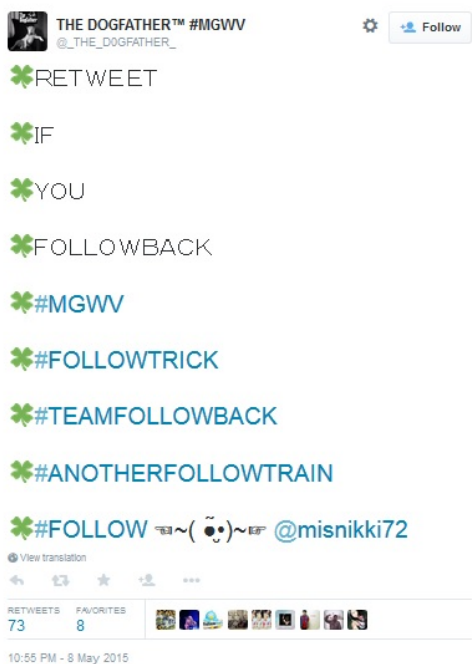 THE DOGFATHER™ #MGWV
@_THE_D0GFATHER_
Follow
🍀RETWEET
🍀IF
🍀YOU
🍀FOLLOWBACK
🍀#MGWV
🍀#FOLLOWTRICK
🍀#TEAMFOLLOWBACK
🍀#ANOTHERFOLLOWTRAIN
🍀#FOLLOW ☜~( ๏̯͡๏)~☞ @misnikki72
View translation
RETWEETS FAVORITES
73 8
10:55 PM - 8 May 2015